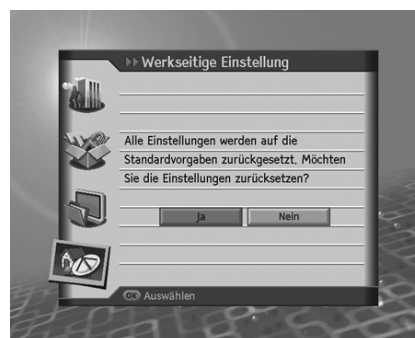 Werkseitige Einstellung
Alle Einstellungen werden auf die
Standardvorgaben zurückgesetzt. Möchten
Sie die Einstellungen zurücksetzen?
Ja Nein
OK Auswählen